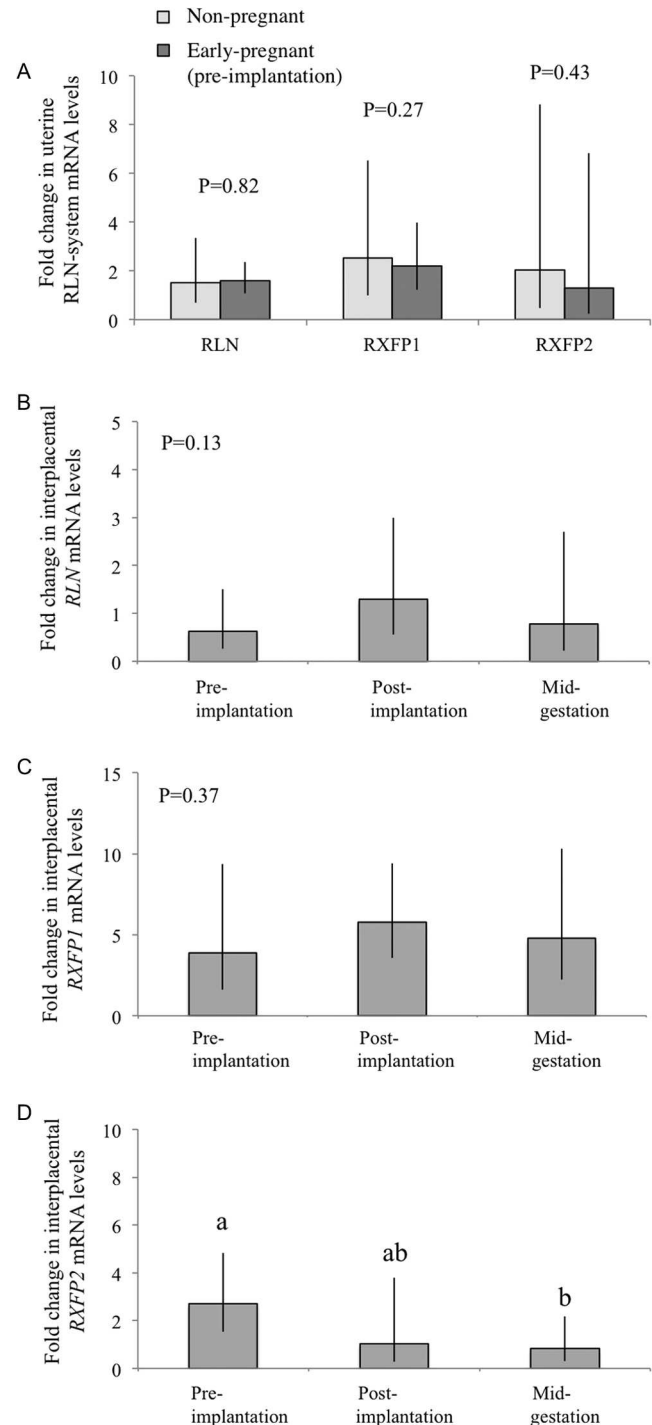 Non-pregnant
Early-pregnant
(pre-implantation)
A
Fold change in uterine
RLN-system mRNA levels
10
8
6
4
2
0
P=0.82
P=0.27
P=0.43
RLN
RXFP1
RXFP2
B
Fold change in interplacental
RLN mRNA levels
5
4
3
2
1
0
P=0.13
Pre-
implantation
Post-
implantation
Mid-
gestation
C
Fold change in interplacental
RXFP1 mRNA levels
15
10
5
0
P=0.37
Pre-
implantation
Post-
implantation
Mid-
gestation
D
Fold change in interplacental
RXFP2 mRNA levels
10
8
6
4
2
0
a
ab
b
Pre-
implantation
Post-
implantation
Mid-
gestation